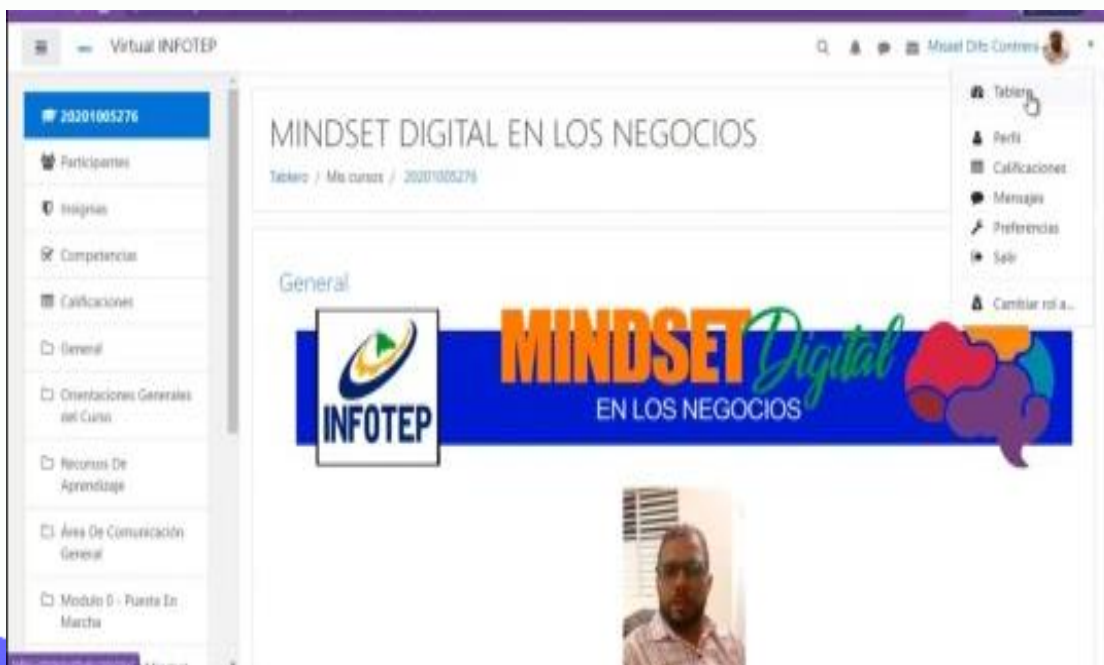 Virtual INFOTEP
20201005276
Participantes
Insignias
Competencias
Calificaciones
General
Orientaciones Generales
del Curso
Recursos De
Aprendizaje
Área De Comunicación
General
Modulo 0 - Puesta En
Marcha
MINDSET DIGITAL EN LOS NEGOCIOS
Tablero / Mis cursos / 20201005276
General
INFOTEP
MINDSET Digital
EN LOS NEGOCIOS
Tablero
Perfil
Calificaciones
Mensajes
Preferencias
Salir
Cambiar rol a...